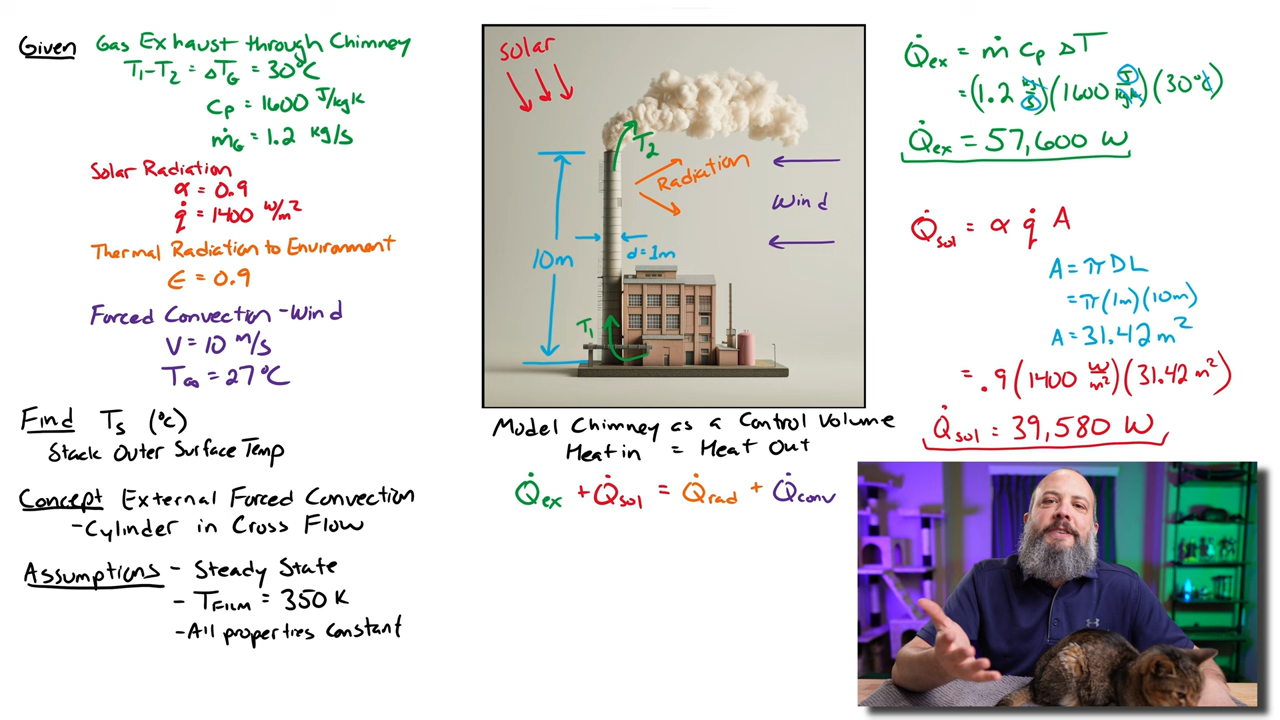 Given Gas Exhaust through Chimney
T₁-T₂ = ΔT_G = 30°C
Cp = 1600 J/kgK
ṁ_G = 1.2 kg/s
Solar Radiation
α = 0.9
q̇ = 1400 W/m²
Thermal Radiation to Environment
ε = 0.9
Forced Convection - Wind
V = 10 m/s
T∞ = 27°C
Find Ts (°C)
Stack Outer Surface Temp
Concept External Forced Convection
- Cylinder in Cross Flow
Assumptions - Steady State
- T_FILM = 350 K
- All properties constant
Solar
T₂
Radiation
Wind
10m
d=1m
T₁
Model Chimney as a Control Volume
Heat in = Heat Out
Q̇ex + Q̇sol = Q̇rad + Q̇conv
Q̇ex = ṁ Cp ΔT
= (1.2 kg/s)(1600 J/kgK)(30°C)
Q̇ex = 57,600 W
Q̇sol = α q̇ A
A = πDL
= π(1m)(10m)
A = 31.42 m²
= .9(1400 W/m²)(31.42 m²)
Q̇sol = 39,580 W